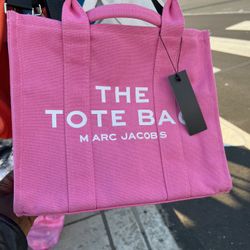 THE
TOTE BAG
MARC JACOBS